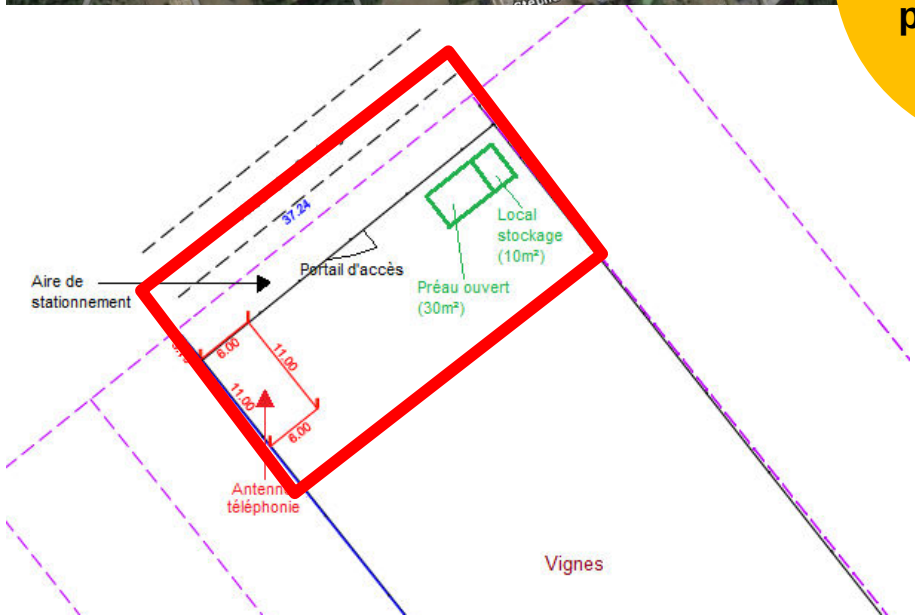 p
37.24
Local
stockage
(10m²)
Portail d'accès
Aire de
stationnement
Préau ouvert
(30m²)
6.00
11.00
11.00
6.00
Antenne
téléphonie
Vignes